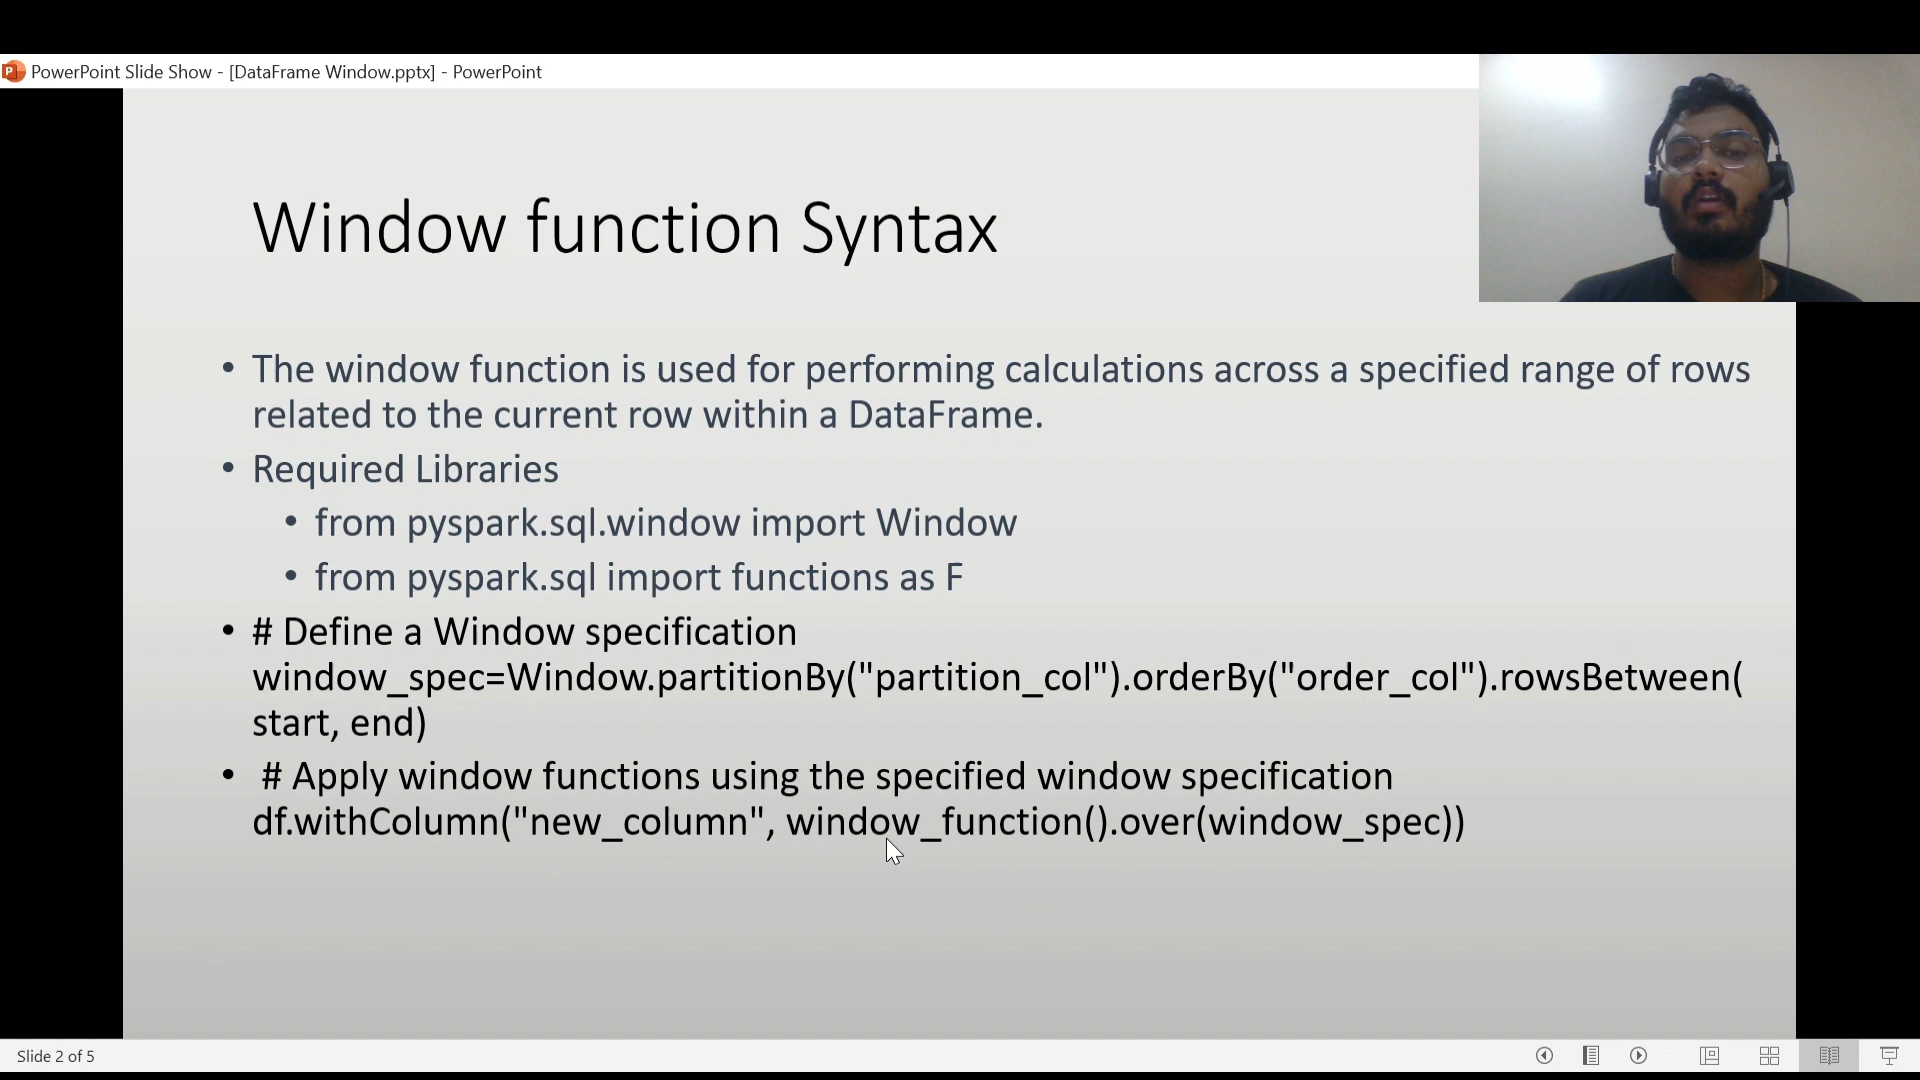 PowerPoint Slide Show - [DataFrame Window.pptx] - PowerPoint
Window function Syntax
• The window function is used for performing calculations across a specified range of rows
related to the current row within a DataFrame.
• Required Libraries
• from pyspark.sql.window import Window
• from pyspark.sql import functions as F
• # Define a Window specification
window_spec=Window.partitionBy("partition_col").orderBy("order_col").rowsBetween(
start, end)
• # Apply window functions using the specified window specification
df.withColumn("new_column", window_function().over(window_spec))
Slide 2 of 5